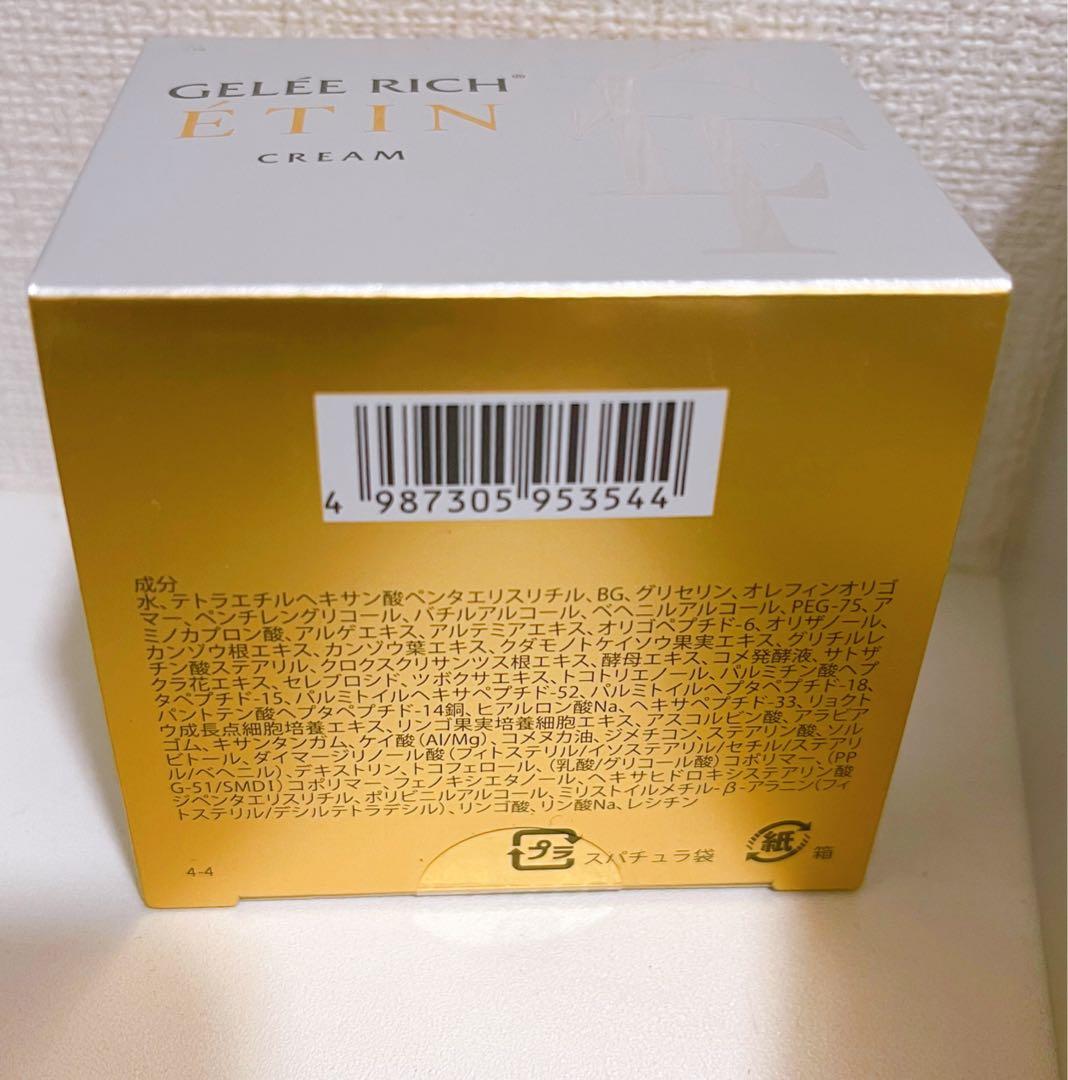 GELÉE RICH®
ÉTIN
CREAM
4 987305 953544
成分
水、テトラエチルヘキサン酸ペンタエリスリチル、BG、グリセリン、オレフィンオリゴ
マー、ペンチレングリコール、バチルアルコール、ベヘニルアルコール、PEG-75、ア
ミノカプロン酸、アルゲエキス、アルテミアエキス、オリゴペプチド-6、オリザノール、
カンゾウ根エキス、カンゾウ葉エキス、クダモノトケイソウ果実エキス、グリチルレ
チン酸ステアリル、クロクスクリサンツス根エキス、酵母エキス、コメ発酵液、サトザ
クラ花エキス、セレブロシド、ツボクサエキス、トコトリエノール、パルミチン酸ヘプ
タペプチド-15、パルミトイルヘキサペプチド-52、パルミトイルヘプタペプチド-18、
パントテン酸ヘプタペプチド-14銅、ヒアルロン酸Na、ヘキサペプチド-33、リョクト
ウ成長点細胞培養エキス、リンゴ果実培養細胞エキス、アスコルビン酸、アラビア
ゴム、キサンタンガム、ケイ酸(Al/Mg)、コメヌカ油、ジメチコン、ステアリン酸、ソル
ビトール、ダイマージリノール酸(フィトステリル/イソステアリル/セチル/ステアリ
ル/ベヘニル)、デキストリン、トコフェロール、(乳酸/グリコール酸)コポリマー、(PP
G-51/SMDI)コポリマー、フェノキシエタノール、ヘキサヒドロキシステアリン酸
ジペンタエリスリチル、ポリビニルアルコール、ミリストイルメチル-β-アラニン(フィ
トステリル/デシルテトラデシル)、リンゴ酸、リン酸Na、レシチン
プラ スパチュラ袋 紙 箱
4-4